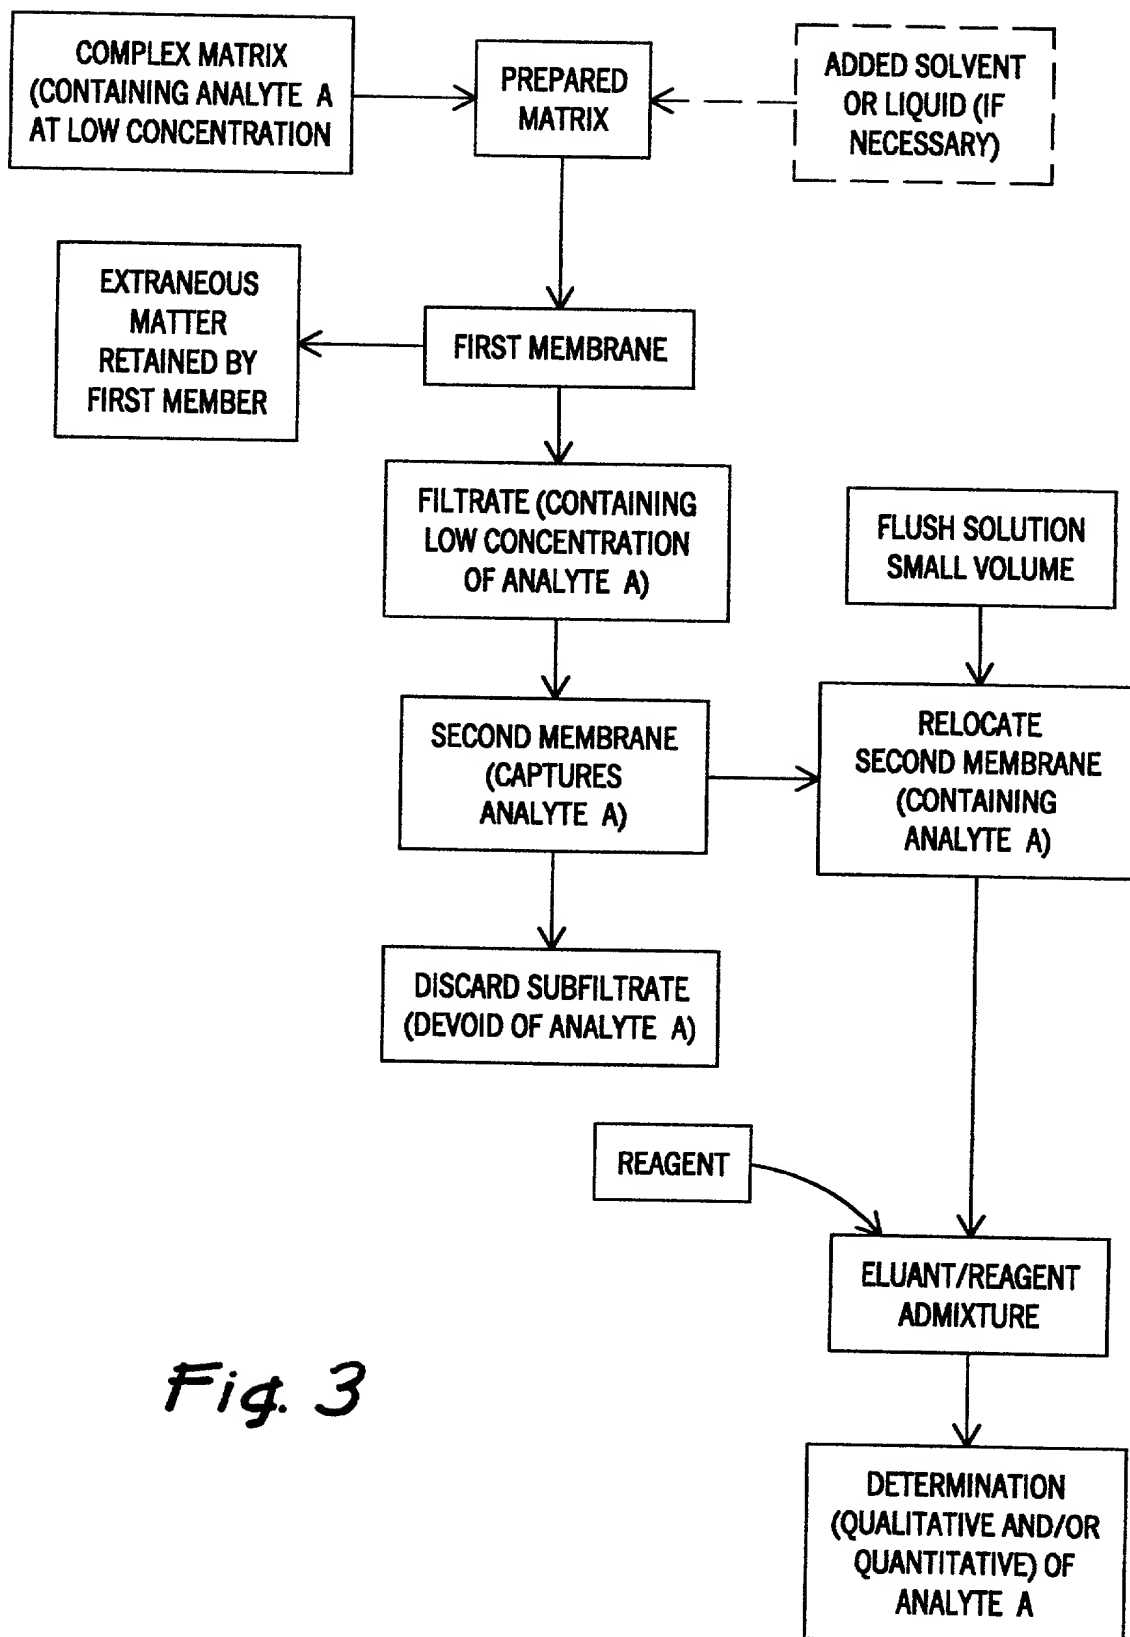 COMPLEX MATRIX
(CONTAINING ANALYTE A
AT LOW CONCENTRATION
PREPARED
MATRIX
ADDED SOLVENT
OR LIQUID (IF
NECESSARY)
EXTRANEOUS
MATTER
RETAINED BY
FIRST MEMBER
FIRST MEMBRANE
FILTRATE (CONTAINING
LOW CONCENTRATION
OF ANALYTE A)
FLUSH SOLUTION
SMALL VOLUME
SECOND MEMBRANE
(CAPTURES
ANALYTE A)
RELOCATE
SECOND MEMBRANE
(CONTAINING
ANALYTE A)
DISCARD SUBFILTRATE
(DEVOID OF ANALYTE A)
REAGENT
ELUANT/REAGENT
ADMIXTURE
DETERMINATION
(QUALITATIVE AND/OR
QUANTITATIVE) OF
ANALYTE A
Fig. 3